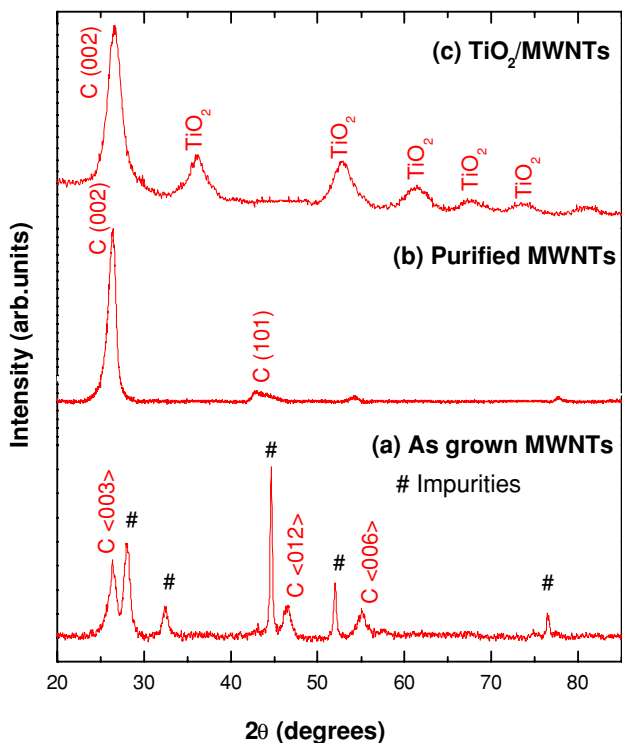 (c) TiO₂/MWNTs
C (002)
TiO₂
TiO₂
TiO₂
TiO₂
TiO₂
(b) Purified MWNTs
C (002)
C (101)
(a) As grown MWNTs
# Impurities
C <003>
#
#
#
C <012>
#
C <006>
#
Intensity (arb.units)
20 30 40 50 60 70 80
2θ (degrees)